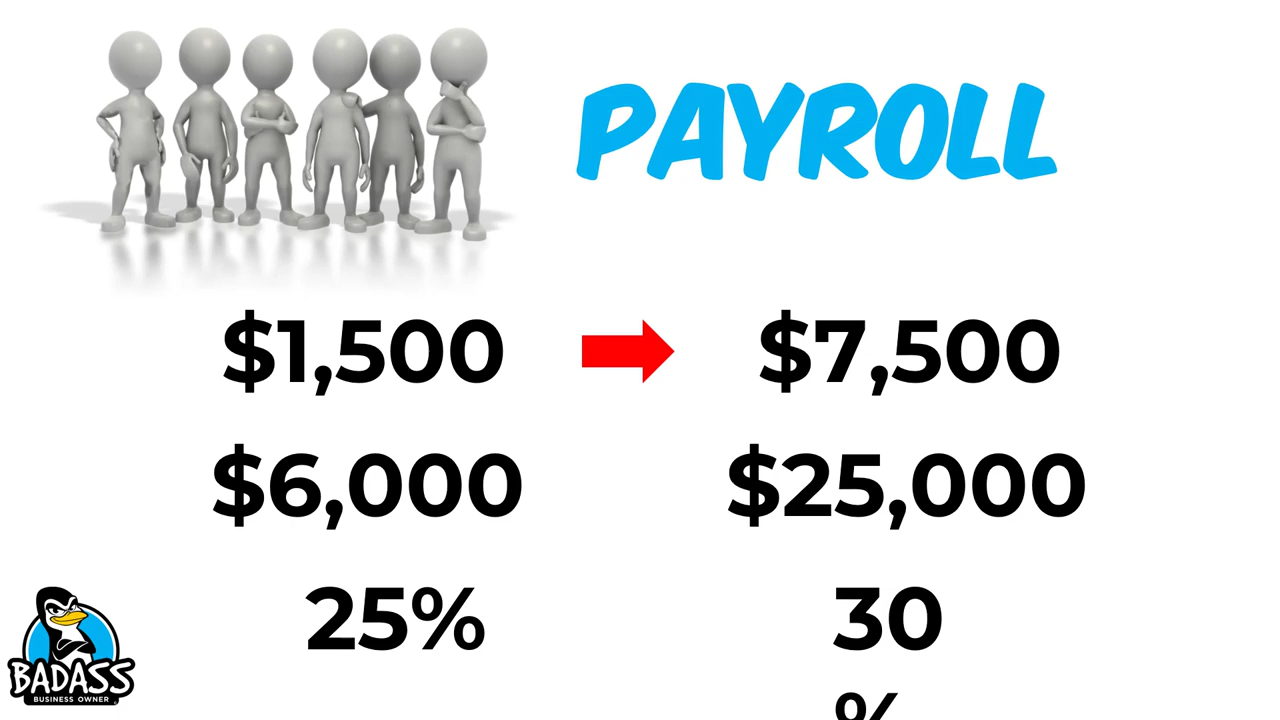 PAYROLL
$1,500 $7,500
$6,000 $25,000
25% 30
%
BADASS
BUSINESS OWNER